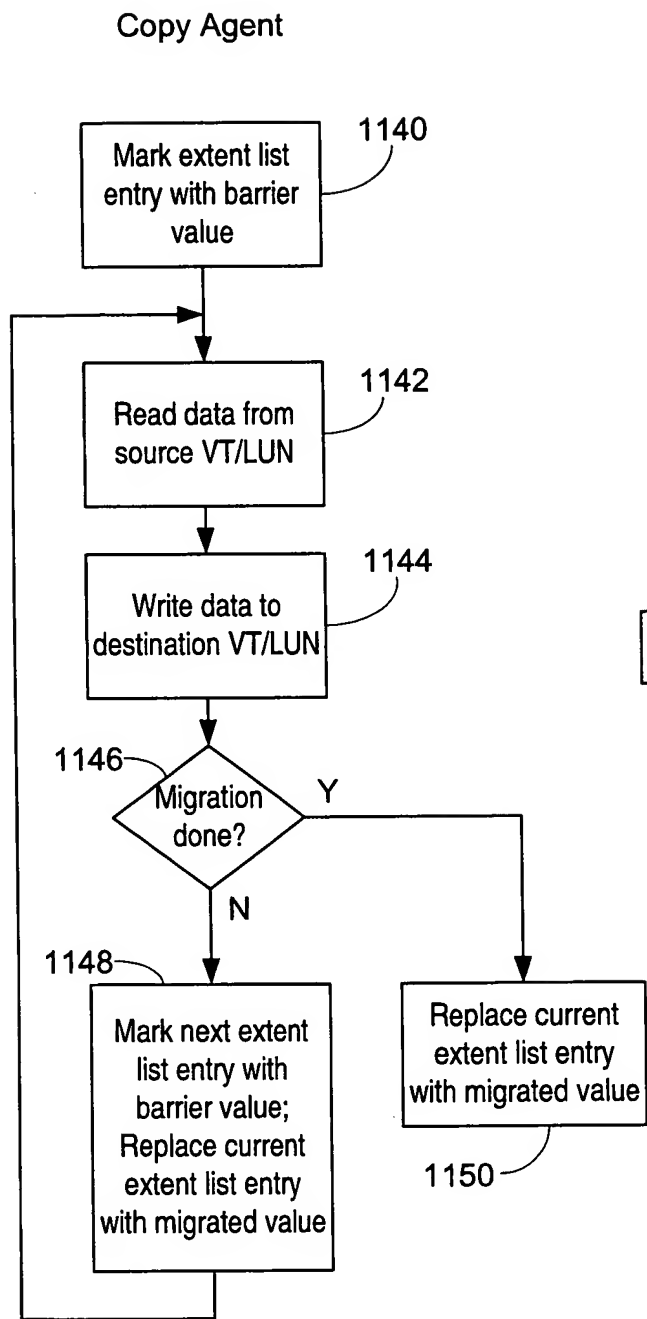 Copy Agent
1140
Mark extent list
entry with barrier
value
1142
Read data from
source VT/LUN
1144
Write data to
destination VT/LUN
1146
Migration
done?
Y
N
1148
Mark next extent
list entry with
barrier value;
Replace current
extent list entry
with migrated value
Replace current
extent list entry
with migrated value
1150